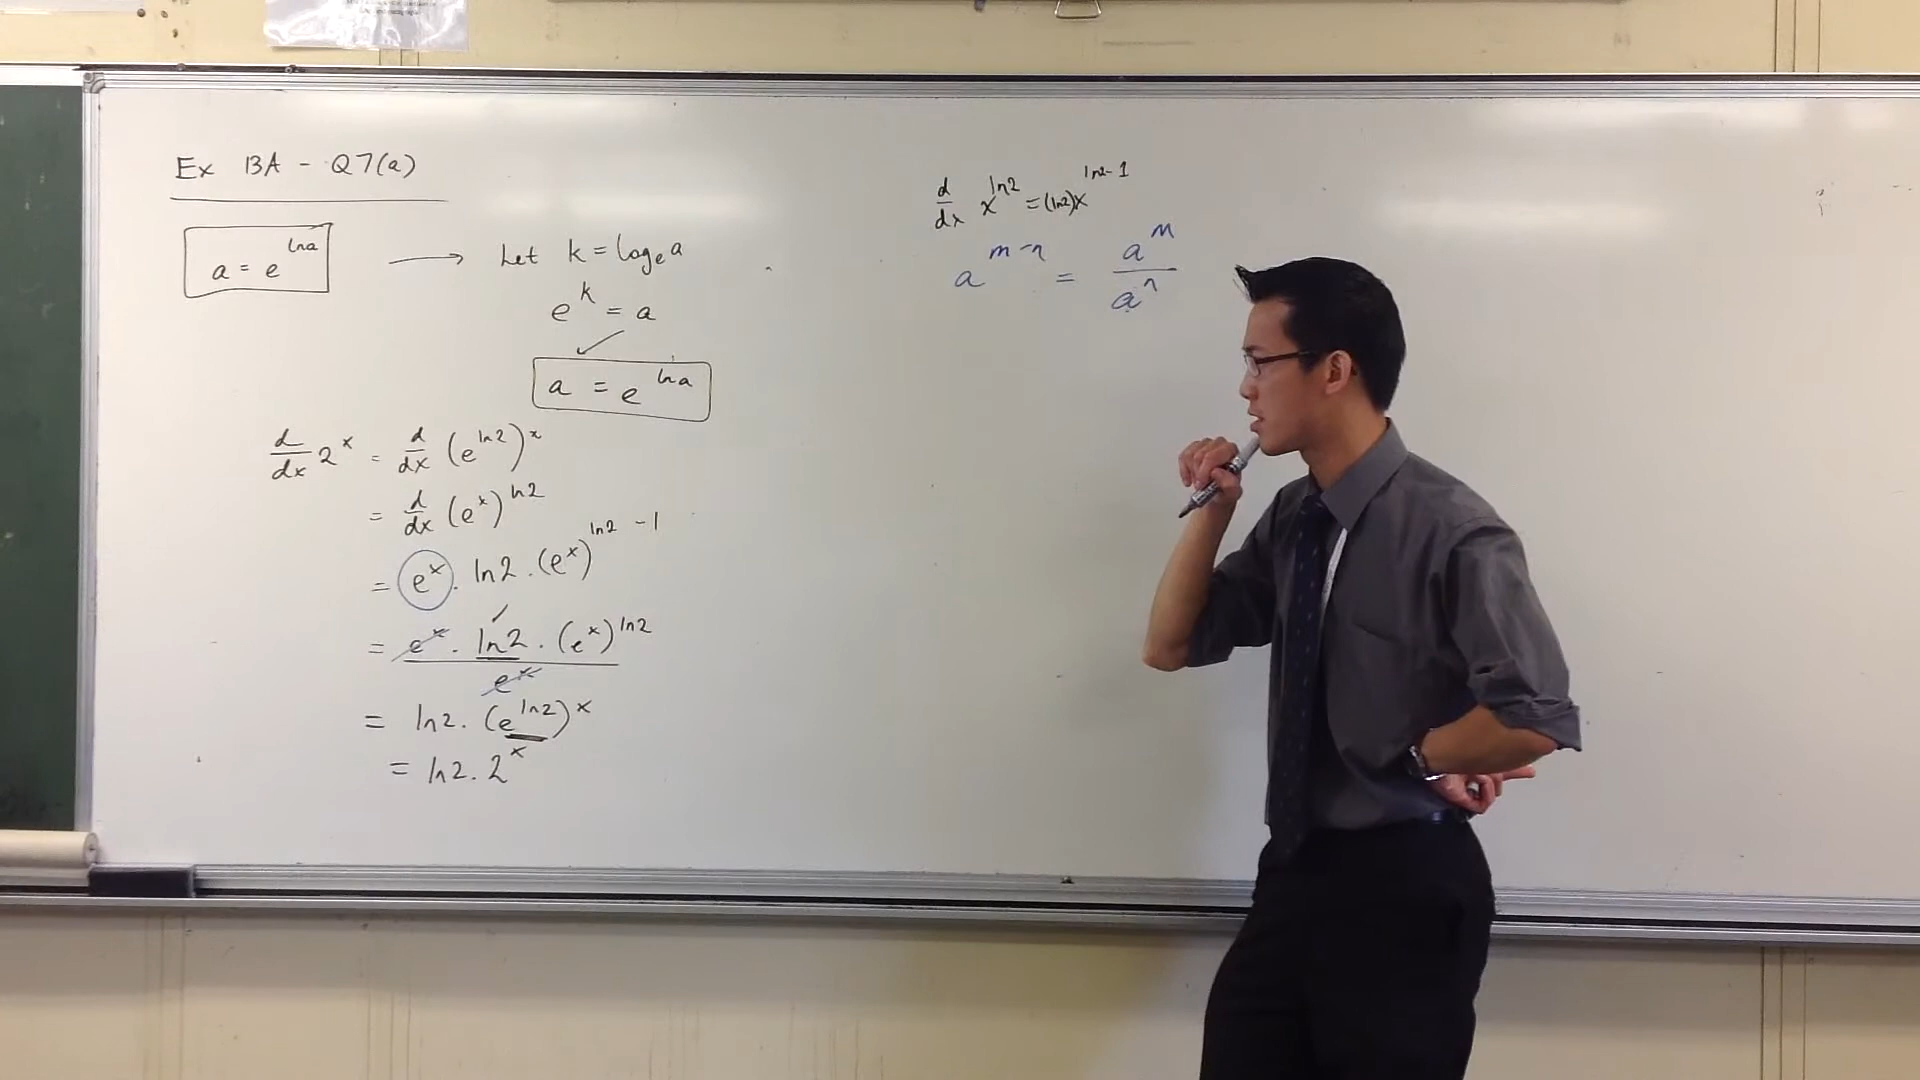 Ex 13A - Q7(a)
a = e^{ln a} → Let k = log_e a
e^k = a
a = e^{ln a}
d/dx 2^x = d/dx (e^{ln2})^x
= d/dx (e^x)^{ln2}
= e^x · ln2 · (e^x)^{ln2 - 1}
= e^x · ln2 · (e^x)^{ln2} / e^x
= ln2 · (e^{ln2})^x
= ln2 · 2^x
d/dx x^{ln2} = (ln2)x^{ln2-1}
a^{m-n} = a^m / a^n